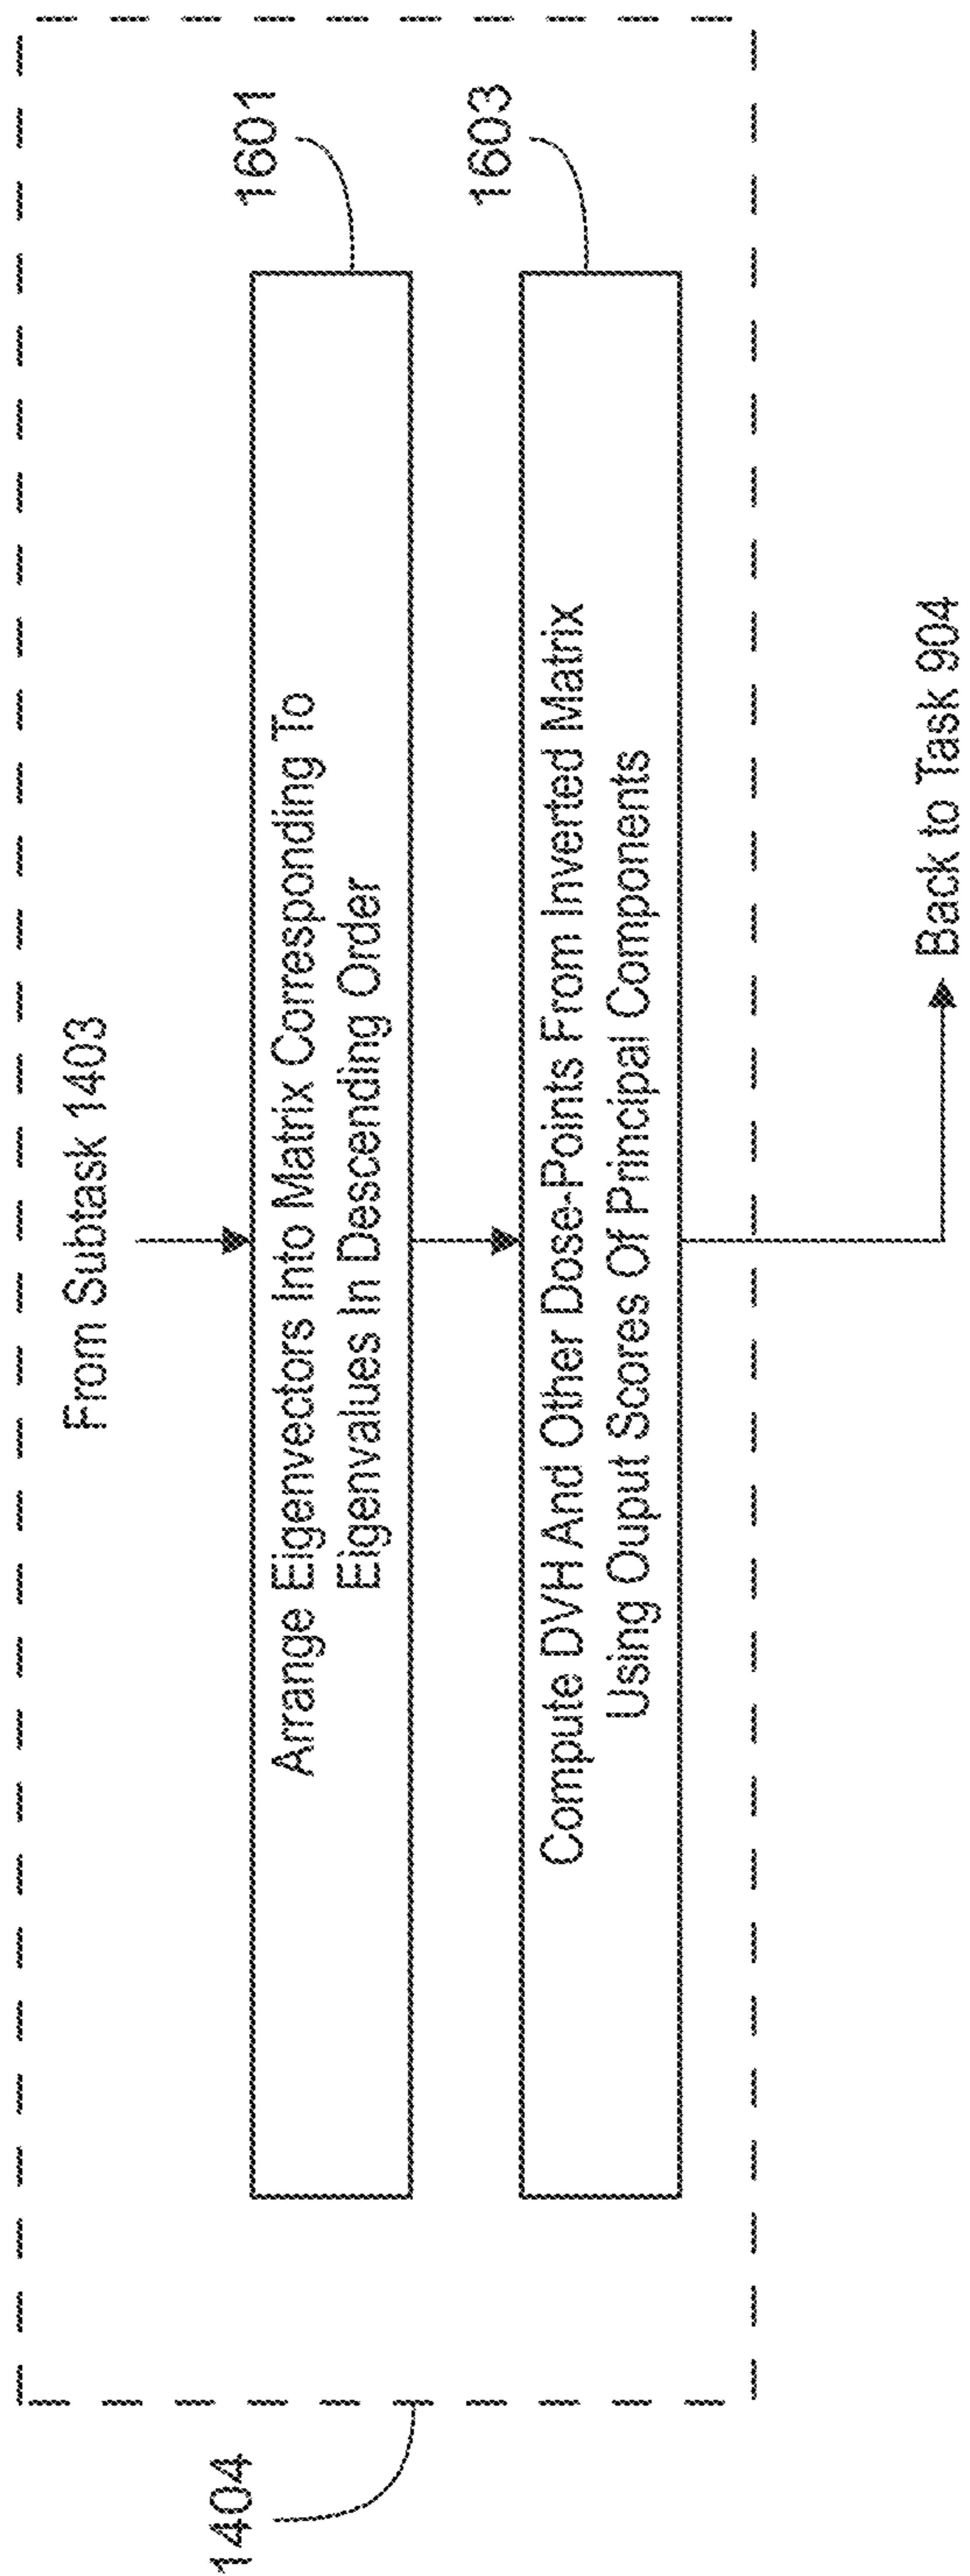 From Subtask 1403
1601
Arrange Eigenvectors Into Matrix Corresponding To
Eigenvalues In Descending Order
1603
Compute DVH And Other Dose-Points From Inverted Matrix
Using Ouput Scores Of Principal Components
1404
Back to Task 904